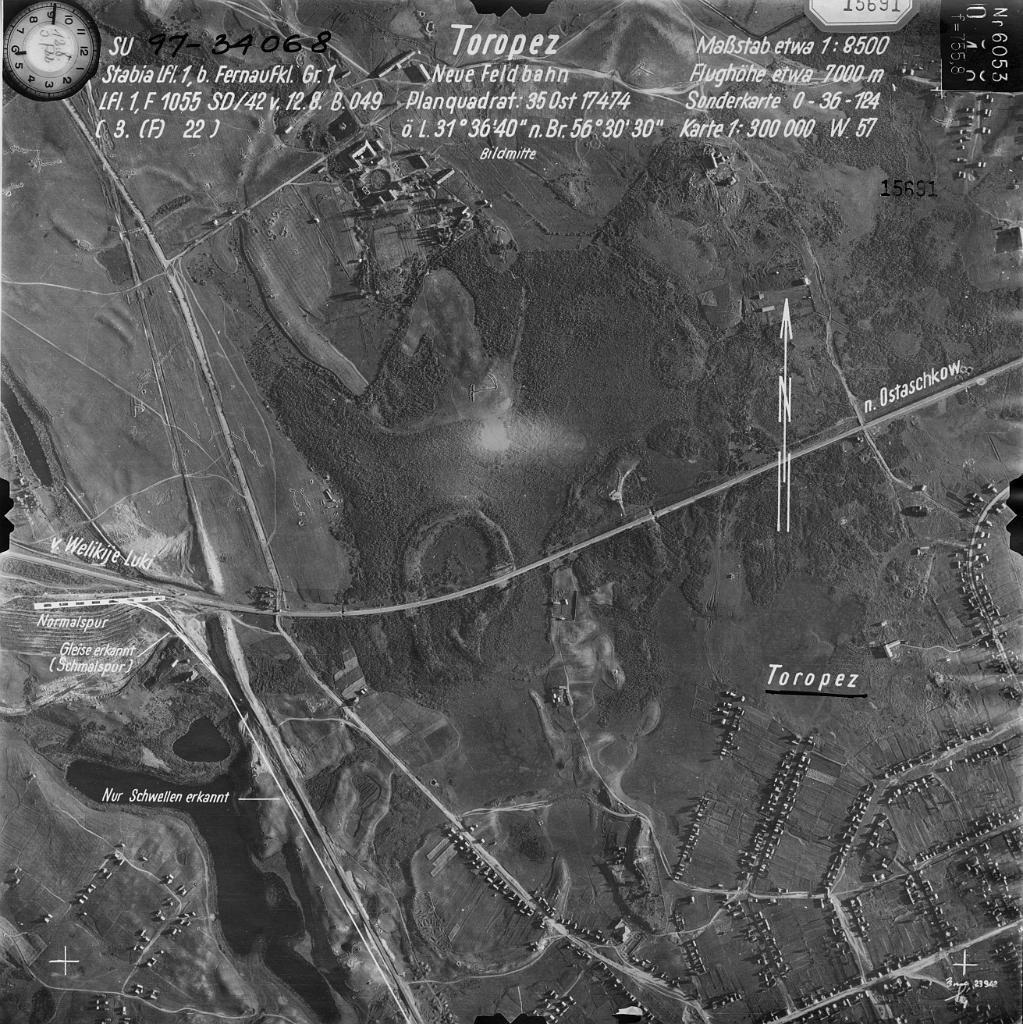 SU 97-34068
Stabia Lfl. 1, b. Fernaufkl. Gr. 1
Lfl. 1, F 1055 SD/42 v. 12. 8. B. 049
( 3. (F) 22 )
Toropez
Neue Feldbahn
Planquadrat: 35 Ost 17474
ö. L. 31° 36' 40" n. Br. 56° 30' 30"
Bildmitte
Maßstab etwa 1 : 8500
Flughöhe etwa 7000 m
Sonderkarte 0 - 36 - 124
Karte 1 : 300 000 W 57
15691
Nr 6053
15691
n. Ostaschkow
N
v. Welikije Luki
Normalspur
Gleise erkannt
(Schmalspur)
Toropez
Nur Schwellen erkannt